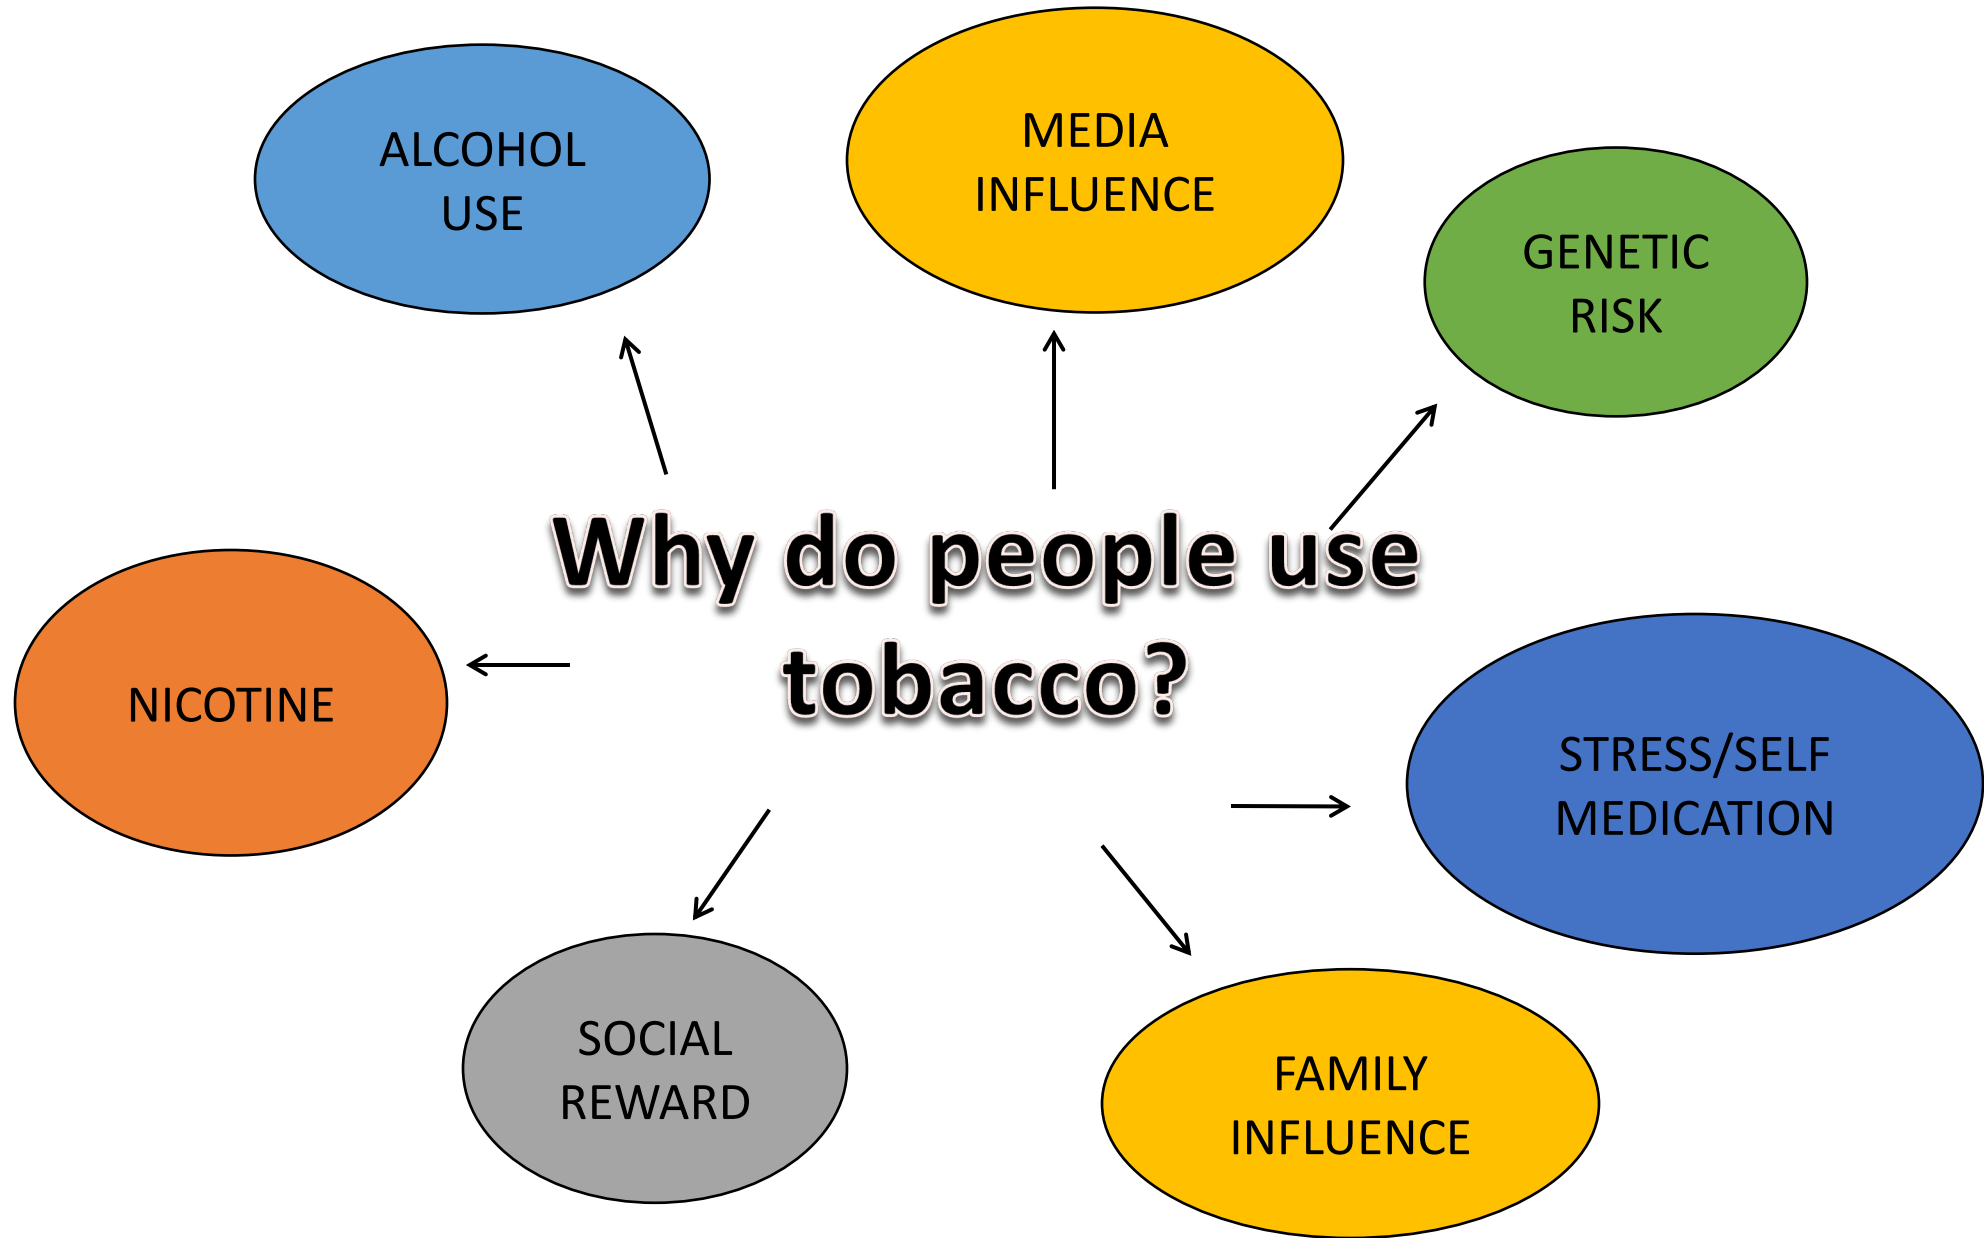 ALCOHOL
USE
MEDIA
INFLUENCE
GENETIC
RISK
Why do people use
tobacco?
NICOTINE
STRESS/SELF
MEDICATION
SOCIAL
REWARD
FAMILY
INFLUENCE